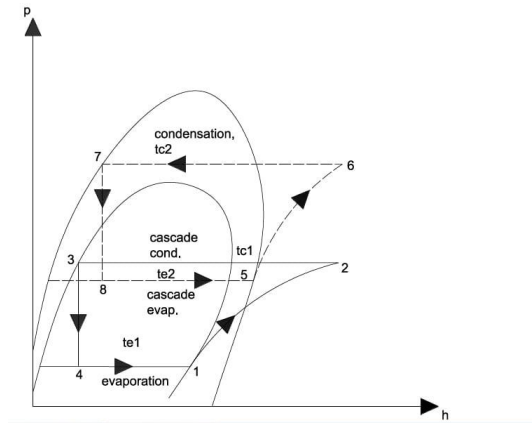 p
condensation,
tc2
7
6
cascade
cond.
tc1
3
2
te2
5
8
cascade
evap.
te1
4
1
evaporation
h